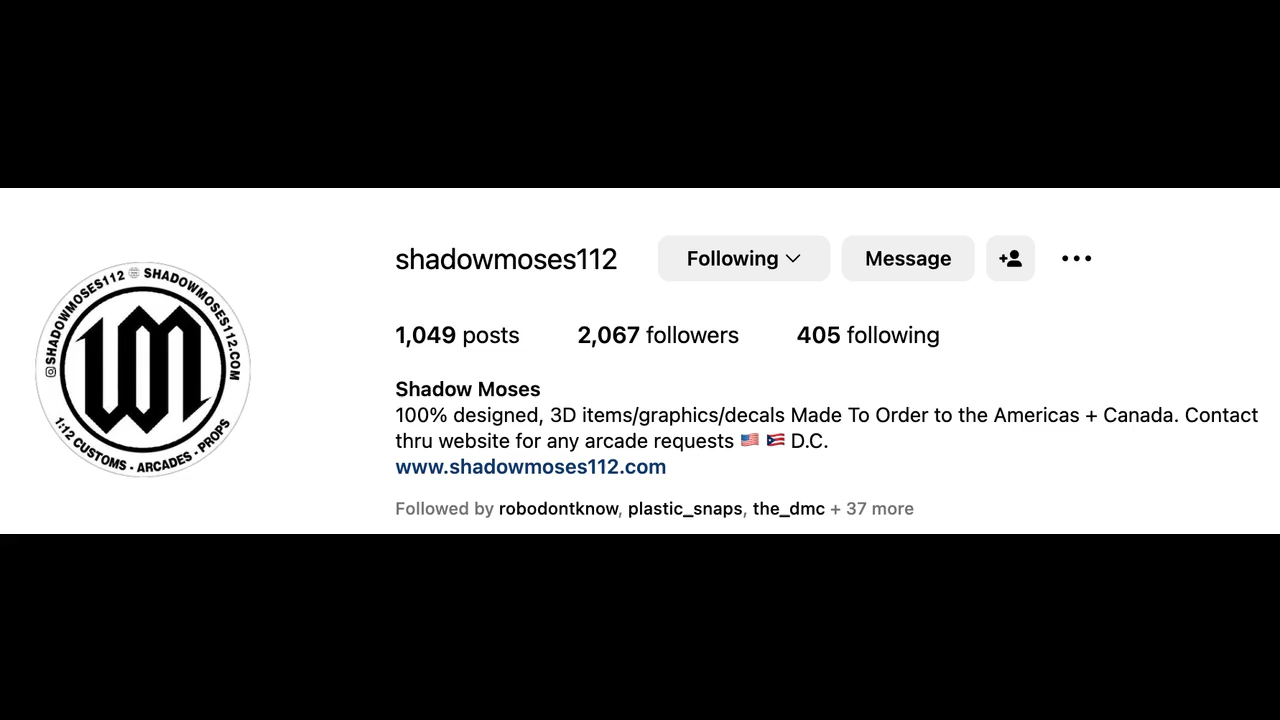 SHADOWMOSES112 SHADOWMOSES112.COM
1:12 CUSTOMS - ARCADES - PROPS
shadowmoses112 Following Message
1,049 posts 2,067 followers 405 following
Shadow Moses
100% designed, 3D items/graphics/decals Made To Order to the Americas + Canada. Contact
thru website for any arcade requests 🇺🇸 🇵🇷 D.C.
www.shadowmoses112.com
Followed by robodontknow, plastic_snaps, the_dmc + 37 more